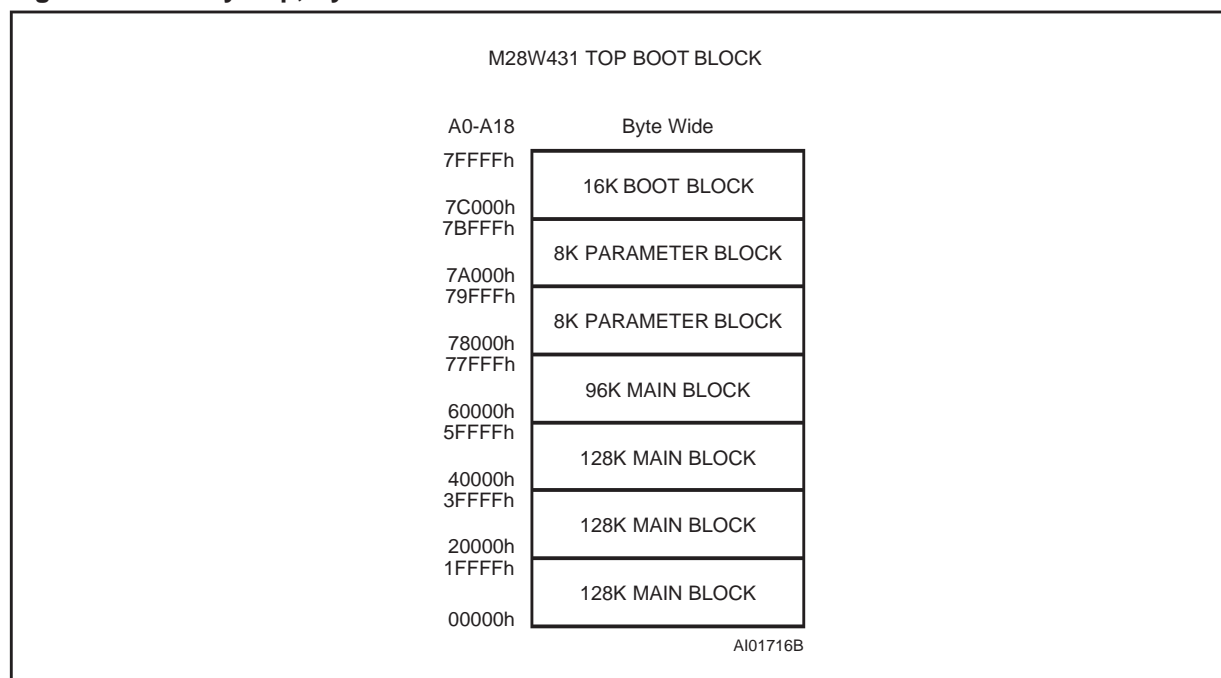 M28W431 TOP BOOT BLOCK
A0-A18 Byte Wide
7FFFFh
16K BOOT BLOCK
7C000h
7BFFFh
8K PARAMETER BLOCK
7A000h
79FFFh
8K PARAMETER BLOCK
78000h
77FFFh
96K MAIN BLOCK
60000h
5FFFFh
128K MAIN BLOCK
40000h
3FFFFh
128K MAIN BLOCK
20000h
1FFFFh
128K MAIN BLOCK
00000h
AI01716B